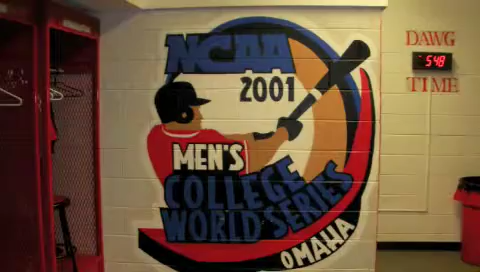 NCAA
2001
MEN'S
COLLEGE
WORLD SERIES
OMAHA
DAWG
5:48
TIME